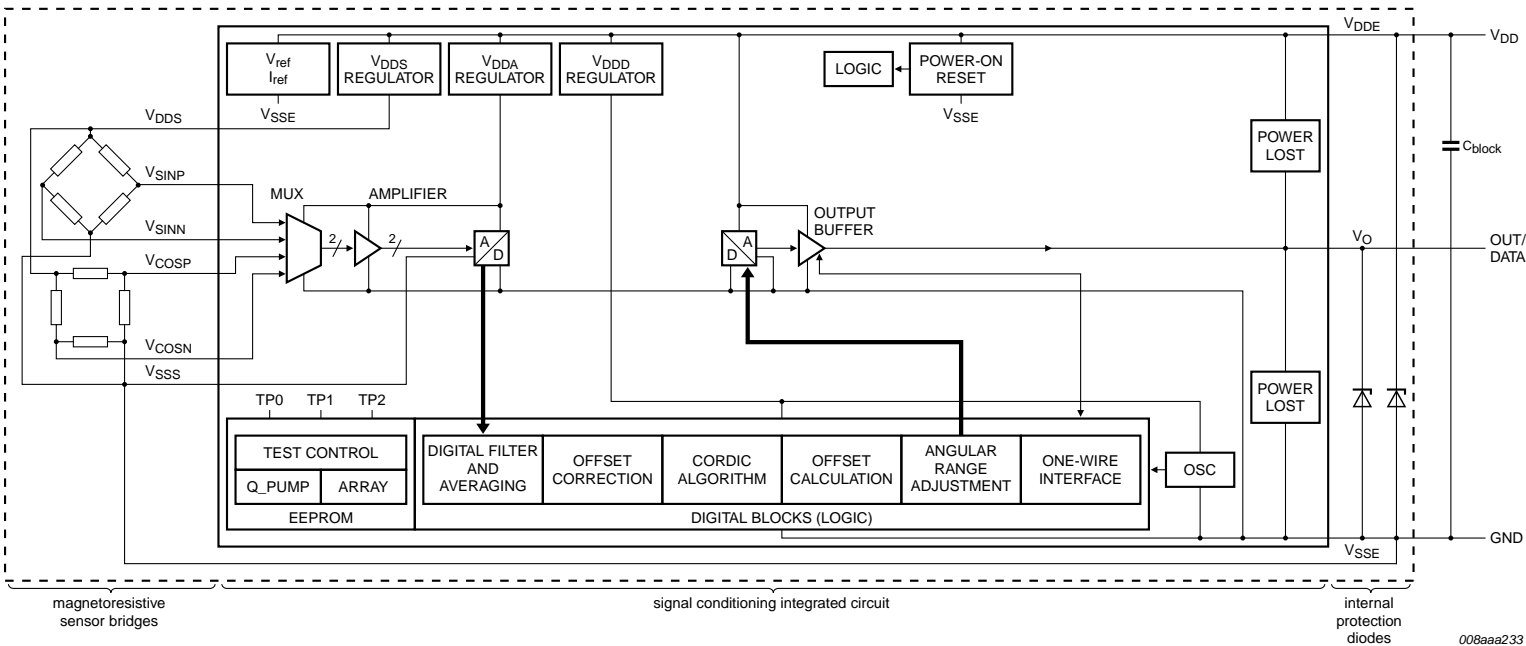 VDDE
VDD
Vref
Iref
VDDS
REGULATOR
VDDA
REGULATOR
VDDD
REGULATOR
LOGIC
POWER-ON
RESET
VSSE
VSSE
VDDS
POWER
LOST
Cblock
VSINP
MUX
AMPLIFIER
OUTPUT
BUFFER
VSINN
2
2
A
D
A
D
VO
OUT/
DATA
VCOSP
VCOSN
VSSS
POWER
LOST
TP0
TP1
TP2
TEST CONTROL
Q_PUMP
ARRAY
EEPROM
DIGITAL FILTER
AND
AVERAGING
OFFSET
CORRECTION
CORDIC
ALGORITHM
OFFSET
CALCULATION
ANGULAR
RANGE
ADJUSTMENT
ONE-WIRE
INTERFACE
OSC
DIGITAL BLOCKS (LOGIC)
GND
VSSE
magnetoresistive
sensor bridges
signal conditioning integrated circuit
internal
protection
diodes
008aaa233